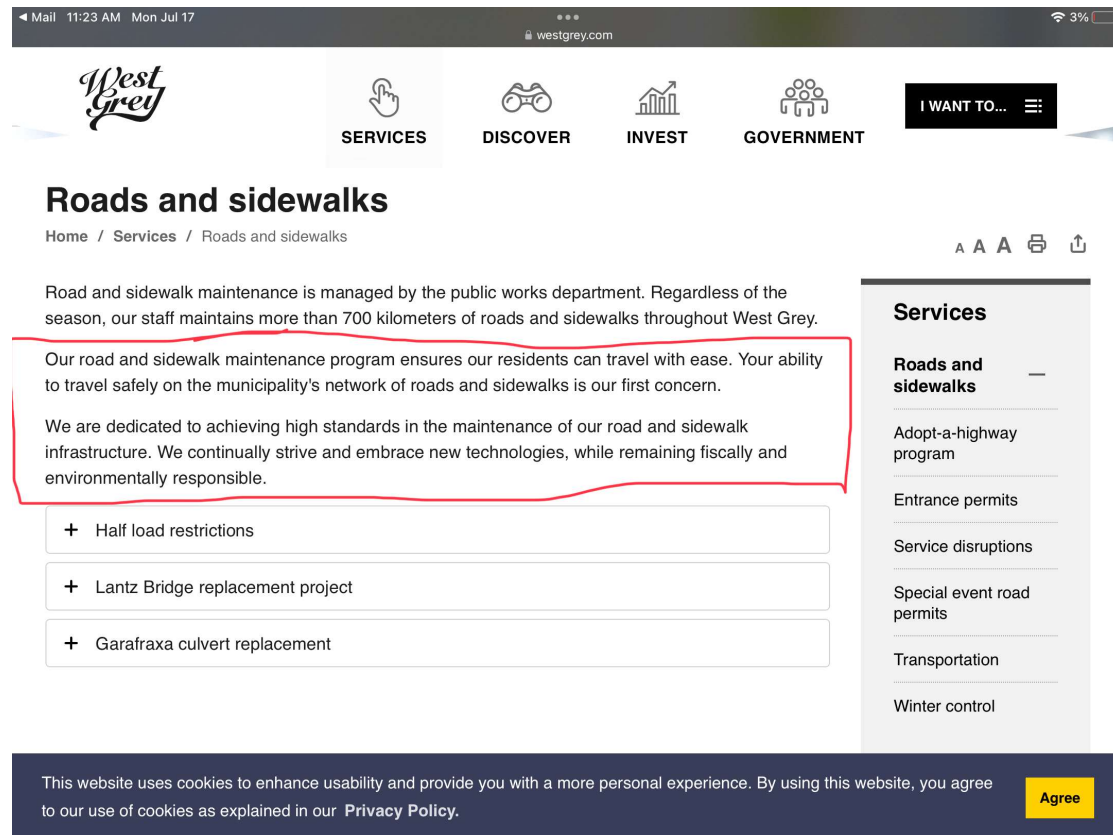 Mail 11:23 AM Mon Jul 17
3%
westgrey.com
West
Grey
SERVICES
DISCOVER
INVEST
GOVERNMENT
I WANT TO...
Roads and sidewalks
Home / Services / Roads and sidewalks
A A A
Road and sidewalk maintenance is managed by the public works department. Regardless of the
season, our staff maintains more than 700 kilometers of roads and sidewalks throughout West Grey.
Our road and sidewalk maintenance program ensures our residents can travel with ease. Your ability
to travel safely on the municipality's network of roads and sidewalks is our first concern.
We are dedicated to achieving high standards in the maintenance of our road and sidewalk
infrastructure. We continually strive and embrace new technologies, while remaining fiscally and
environmentally responsible.
+ Half load restrictions
+ Lantz Bridge replacement project
+ Garafraxa culvert replacement
Services
Roads and
sidewalks
Adopt-a-highway
program
Entrance permits
Service disruptions
Special event road
permits
Transportation
Winter control
This website uses cookies to enhance usability and provide you with a more personal experience. By using this website, you agree
to our use of cookies as explained in our Privacy Policy.
Agree